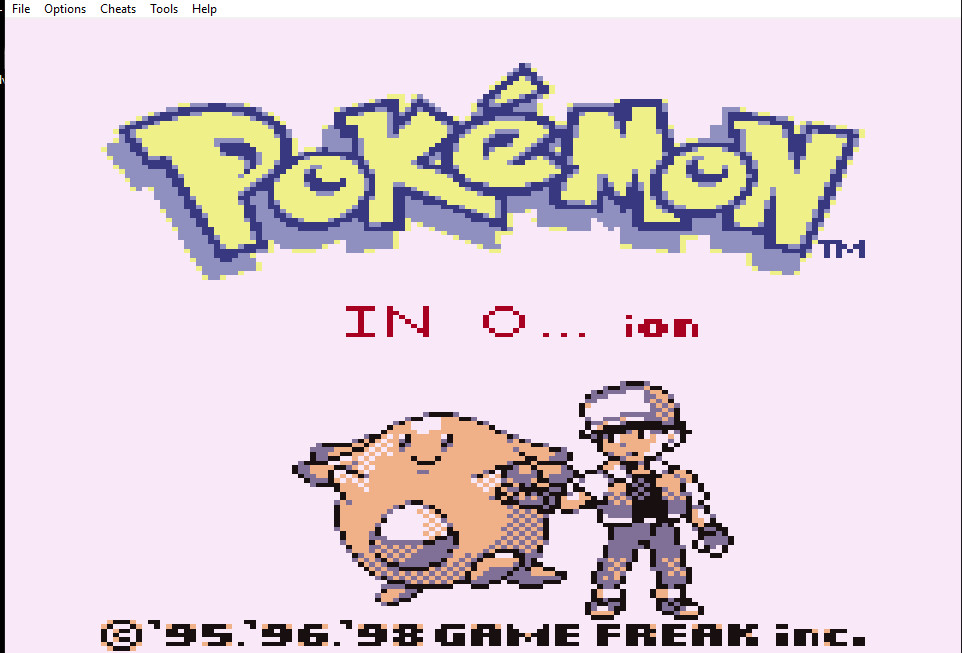 File Options Cheats Tools Help
POKéMON
TM
IN O... ion
©'95.'96.'98 GAME FREAK inc.